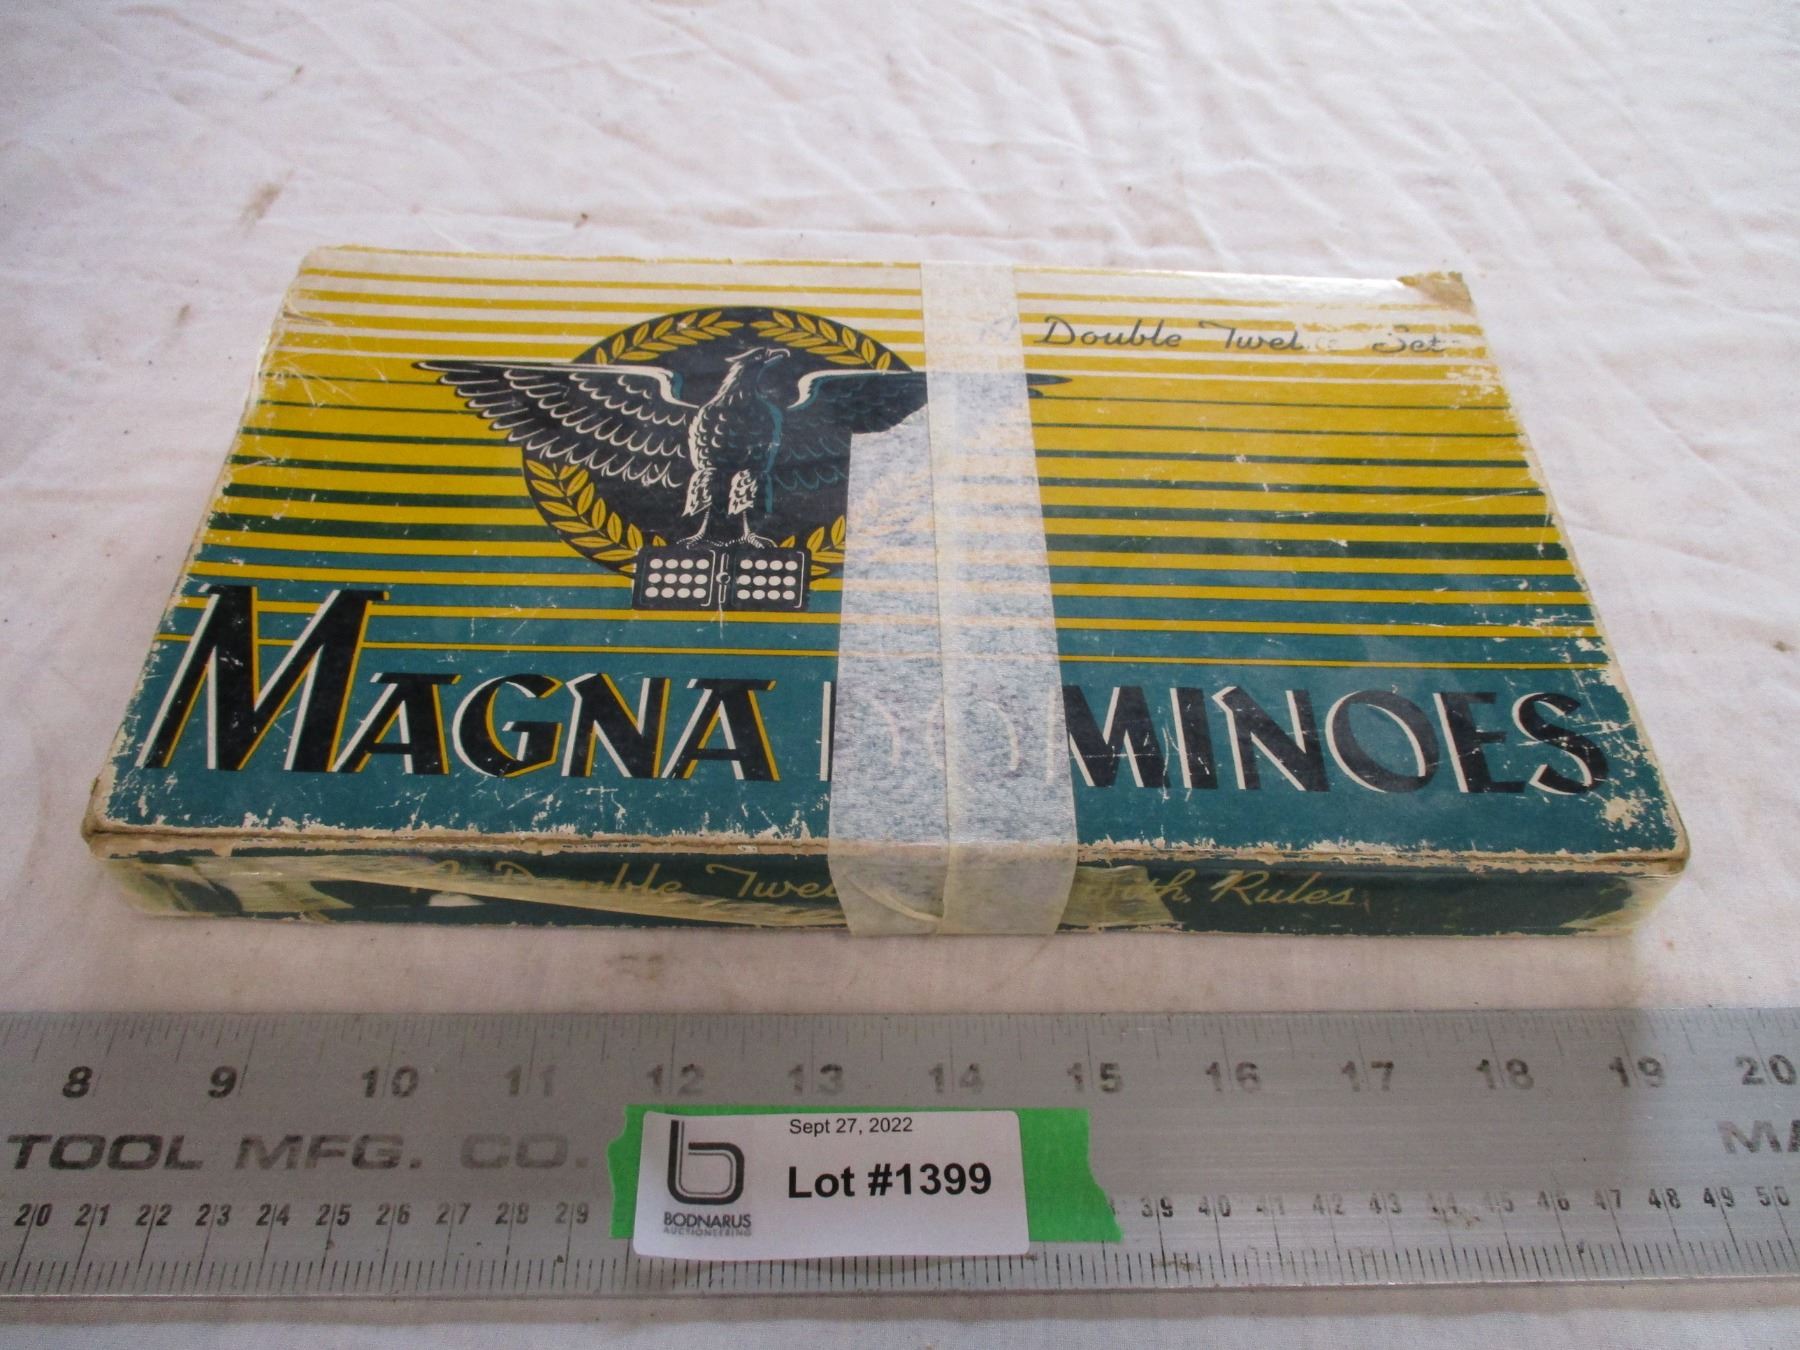 Double Set
MAGNA MINOES
Double with Rules
8 9 10 11 12 13 14 15 16 17 18 19 20
TOOL MFG. CO.
Sept 27, 2022
Lot #1399
BODNARUS
AUCTIONEERING
20 21 22 23 24 25 26 27 28 29 39 40 41 42 43 44 45 46 47 48 49 50